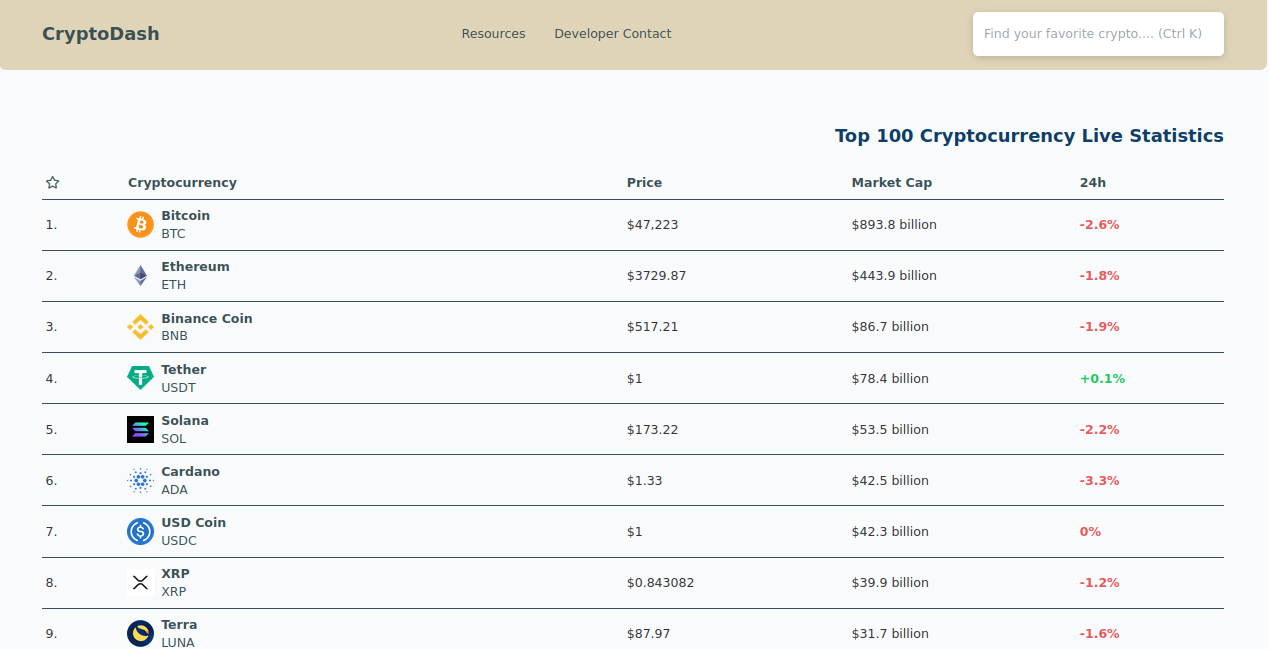 CryptoDash Resources Developer Contact Find your favorite crypto.... (Ctrl K)
Top 100 Cryptocurrency Live Statistics
Cryptocurrency Price Market Cap 24h
1. Bitcoin BTC $47,223 $893.8 billion -2.6%
2. Ethereum ETH $3729.87 $443.9 billion -1.8%
3. Binance Coin BNB $517.21 $86.7 billion -1.9%
4. Tether USDT $1 $78.4 billion +0.1%
5. Solana SOL $173.22 $53.5 billion -2.2%
6. Cardano ADA $1.33 $42.5 billion -3.3%
7. USD Coin USDC $1 $42.3 billion 0%
8. XRP XRP $0.843082 $39.9 billion -1.2%
9. Terra LUNA $87.97 $31.7 billion -1.6%